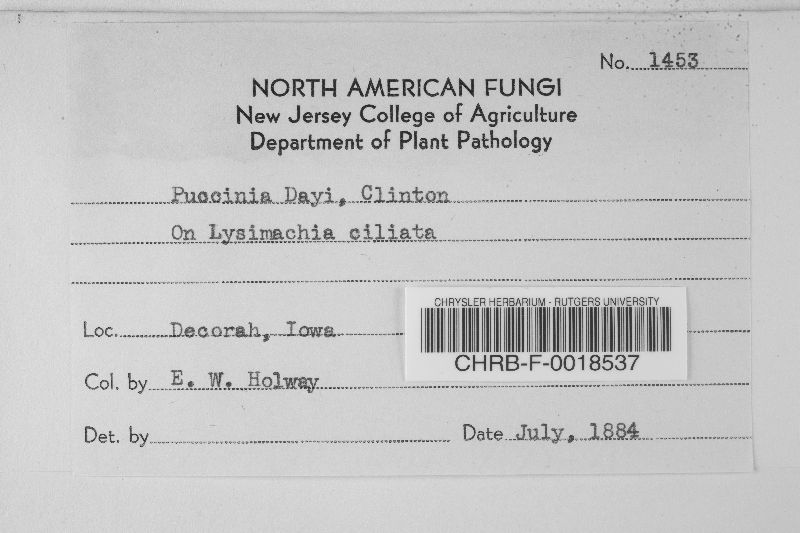 No. 1453
NORTH AMERICAN FUNGI
New Jersey College of Agriculture
Department of Plant Pathology
Puccinia Dayi, Clinton
On Lysimachia ciliata
CHRYSLER HERBARIUM - RUTGERS UNIVERSITY
CHRB-F-0018537
Loc. Decorah, Iowa
Col. by E. W. Holway
Det. by
Date July, 1884